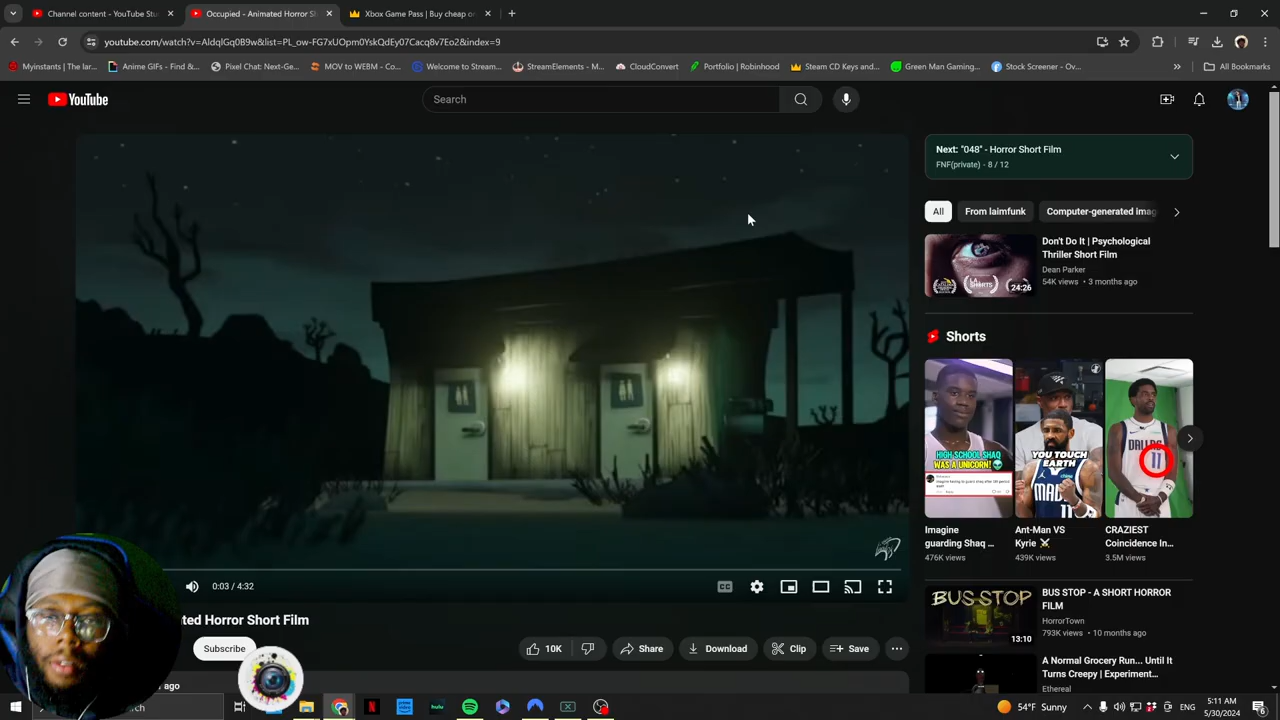 Channel content - YouTube Stu
Occupied - Animated Horror Sh
Xbox Game Pass | Buy cheap o
youtube.com/watch?v=AldqIGq0B9w&list=PL_ow-FG7xUOpm0YskQdEy07Cacq8v7Eo2&index=9
Myinstants | The lar...
Anime GIFs - Find &...
Pixel Chat: Next-Ge...
MOV to WEBM – Co...
Welcome to Stream...
StreamElements - M...
CloudConvert
Portfolio | Robinhood
Steam CD Keys and...
Green Man Gaming...
Stock Screener - Ov...
»
All Bookmarks
YouTube
Search
Next: "048" - Horror Short Film
FNF(private) - 8 / 12
All
From laimfunk
Computer-generated imag
Don't Do It | Psychological
Thriller Short Film
Dean Parker
54K views • 3 months ago
LA SHORTS
24:26
Shorts
HIGH SCHOOL SHAQ
WAS A UNICORN!
YOU TOUCH
EARTH
DALLAS
11
Imagine
guarding Shaq ...
476K views
Ant-Man VS
Kyrie ⚔️
439K views
CRAZIEST
Coincidence In...
3.5M views
0:03 / 4:32
CC
ted Horror Short Film
Subscribe
10K
Share
Download
Clip
Save
ago
BUS STOP
13:10
BUS STOP - A SHORT HORROR
FILM
HorrorTown
793K views • 10 months ago
A Normal Grocery Run... Until It
Turns Creepy | Experiment...
Ethereal
rch
hulu
54°F Sunny
5:11 AM
5/30/2024